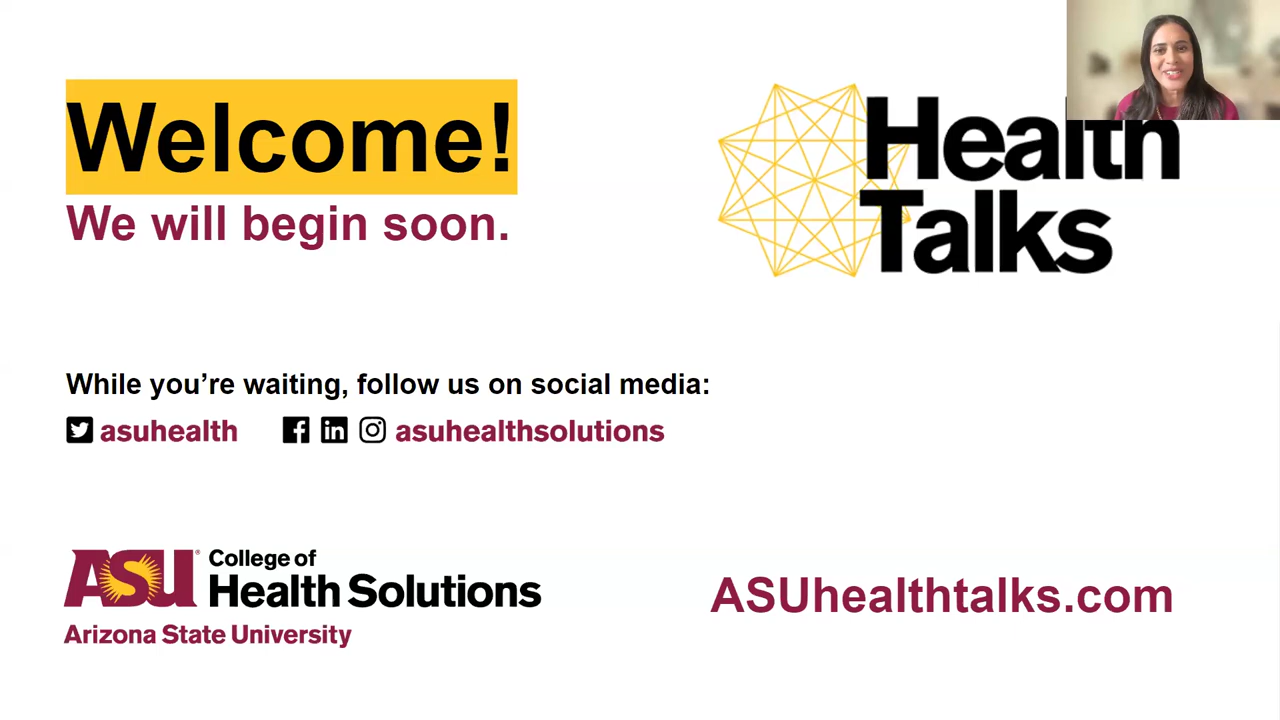 Welcome!
We will begin soon.
Health
Talks
While you're waiting, follow us on social media:
asuhealth
asuhealthsolutions
ASU
College of
Health Solutions
Arizona State University
ASUhealthtalks.com